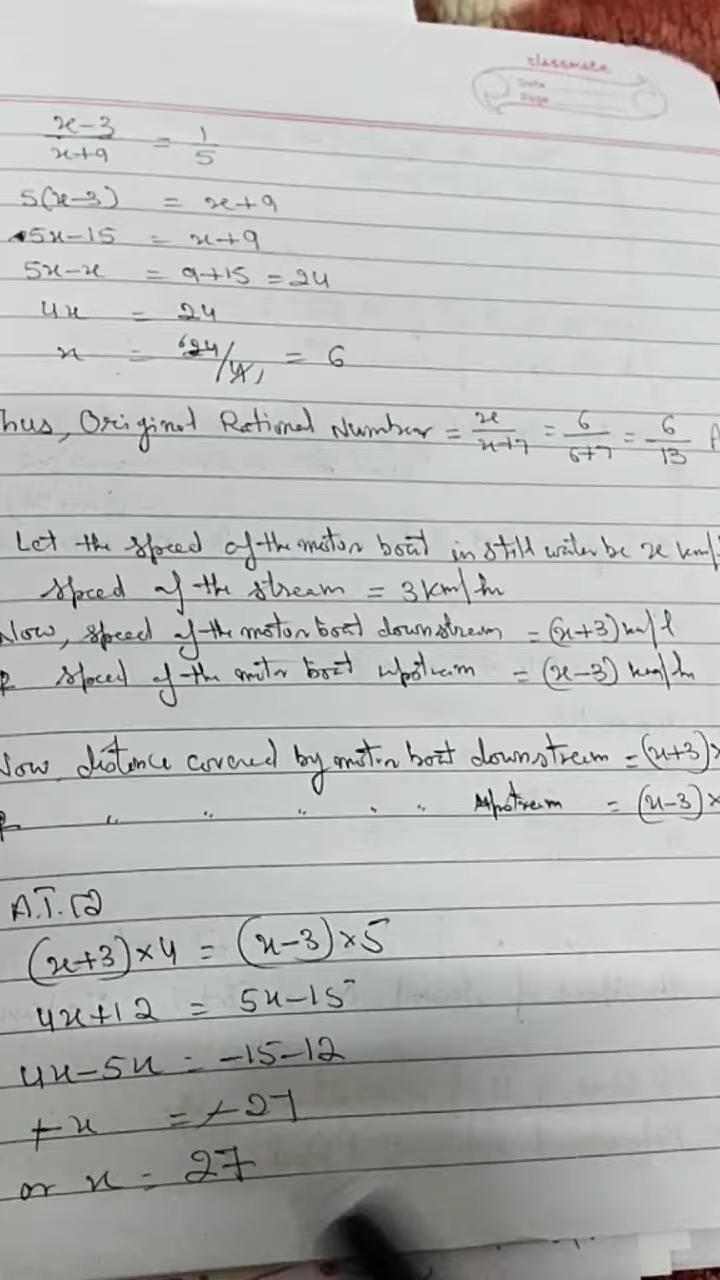 classmate
Date
Page
x-3/x+9 = 1/5
5(x-3) = x+9
5x-15 = x+9
5x-x = 9+15 = 24
4x = 24
x = 24/4 = 6
hus, Original Rational Number = x/x+7 = 6/6+7 = 6/13 A
Let the speed of the motor boat in still water be x km/h
speed of the stream = 3 km/hr
Now, speed of the motor boat downstream = (x+3) km/h
& speed of the motor boat upstream = (x-3) km/hr
Now, distance covered by motor boat downstream = (x+3)×
& " " " " " Upstream = (x-3)×
A.T.Q
(x+3)×4 = (x-3)×5
4x+12 = 5x-15
4x-5x = -15-12
-x = -27
or x = 27